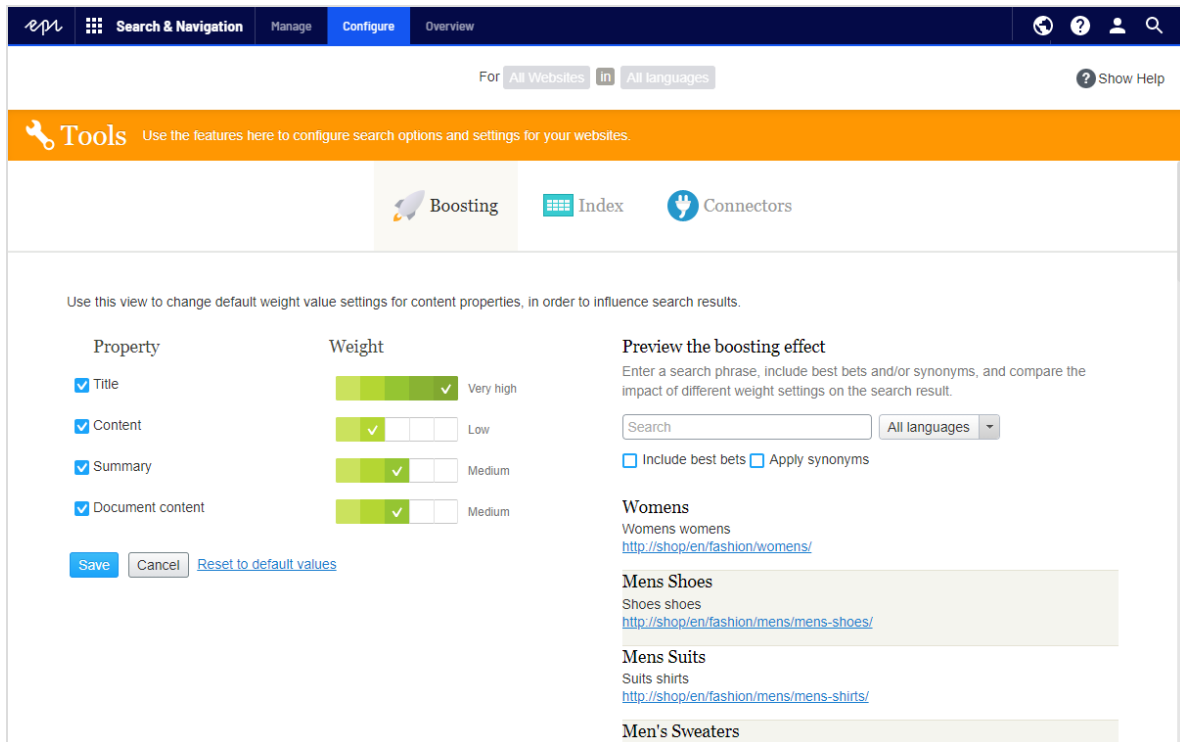 epi Search & Navigation Manage Configure Overview
For All Websites in All languages
Show Help
Tools Use the features here to configure search options and settings for your websites.
Boosting Index Connectors
Use this view to change default weight value settings for content properties, in order to influence search results.
Property Weight
Title Very high
Content Low
Summary Medium
Document content Medium
Save Cancel Reset to default values
Preview the boosting effect
Enter a search phrase, include best bets and/or synonyms, and compare the
impact of different weight settings on the search result.
Search All languages
Include best bets Apply synonyms
Womens
Womens womens
http://shop/en/fashion/womens/
Mens Shoes
Shoes shoes
http://shop/en/fashion/mens/mens-shoes/
Mens Suits
Suits shirts
http://shop/en/fashion/mens/mens-shirts/
Men's Sweaters